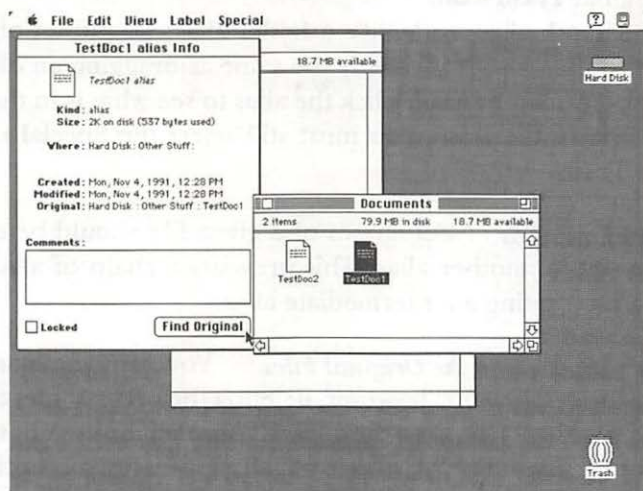 File Edit View Label Special
TestDoc1 alias Info
TestDoc1 alias
Kind: alias
Size: 2K on disk (537 bytes used)
Where: Hard Disk: Other Stuff:
Created: Mon, Nov 4, 1991, 12:28 PM
Modified: Mon, Nov 4, 1991, 12:28 PM
Original: Hard Disk: Other Stuff: TestDoc1
Comments:
Locked
Find Original
18.7 MB available
Hard Disk
Documents
2 items 79.9 MB in disk 18.7 MB available
TestDoc2 TestDoc1
Trash